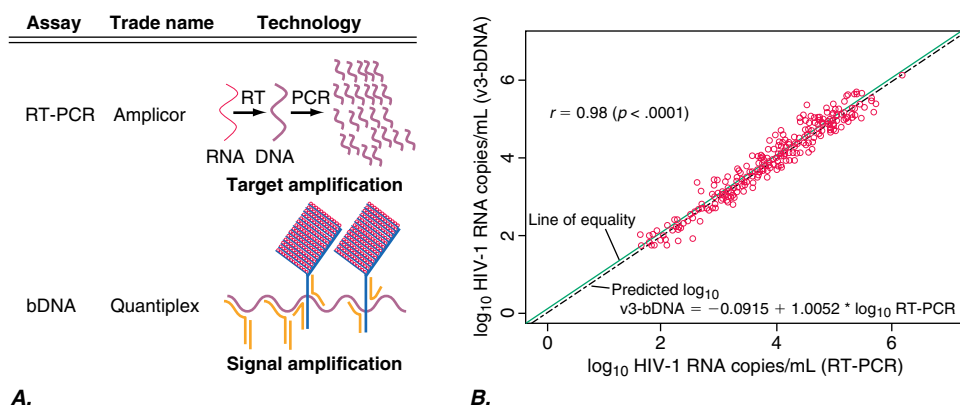 Assay Trade name Technology
RT-PCR Amplicor
RT PCR
RNA DNA
Target amplification
bDNA Quantiplex
Signal amplification
A.
log10 HIV-1 RNA copies/mL (v3-bDNA)
6
4
2
0
r = 0.98 (p < .0001)
Line of equality
Predicted log10
v3-bDNA = −0.0915 + 1.0052 * log10 RT-PCR
0 2 4 6
log10 HIV-1 RNA copies/mL (RT-PCR)
B.